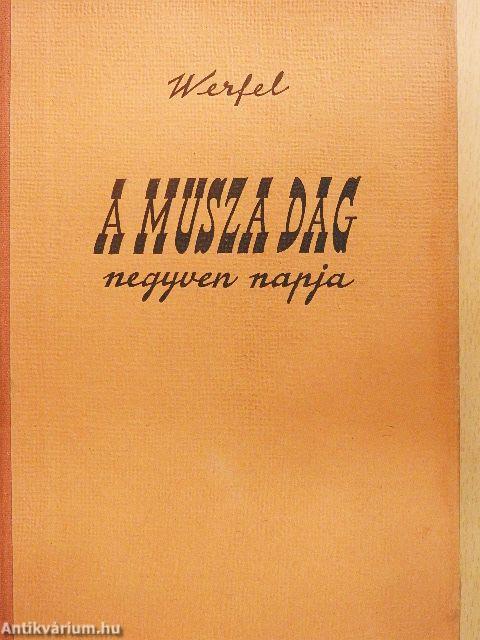 Werfel
A MUSZA DAG
negyven napja
Antikvárium.hu